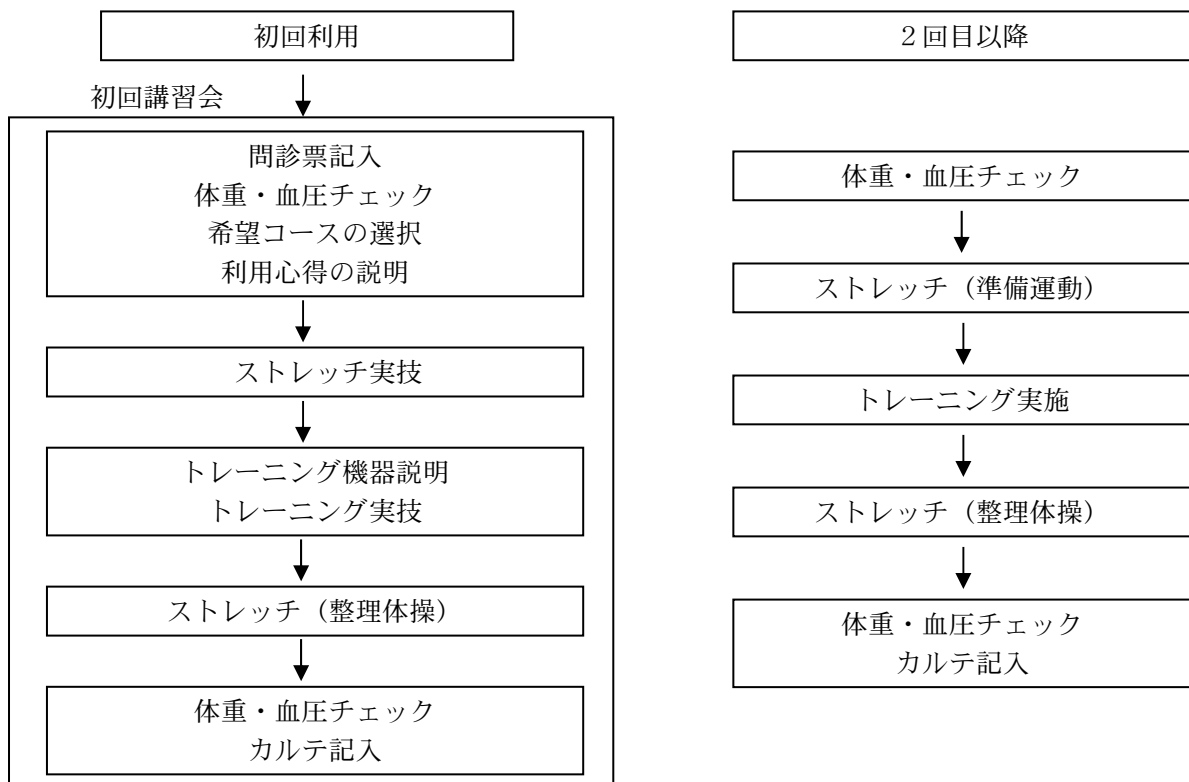 初回利用
初回講習会
問診票記入
体重・血圧チェック
希望コースの選択
利用心得の説明
ストレッチ実技
トレーニング機器説明
トレーニング実技
ストレッチ（整理体操）
体重・血圧チェック
カルテ記入
２回目以降
体重・血圧チェック
ストレッチ（準備運動）
トレーニング実施
ストレッチ（整理体操）
体重・血圧チェック
カルテ記入